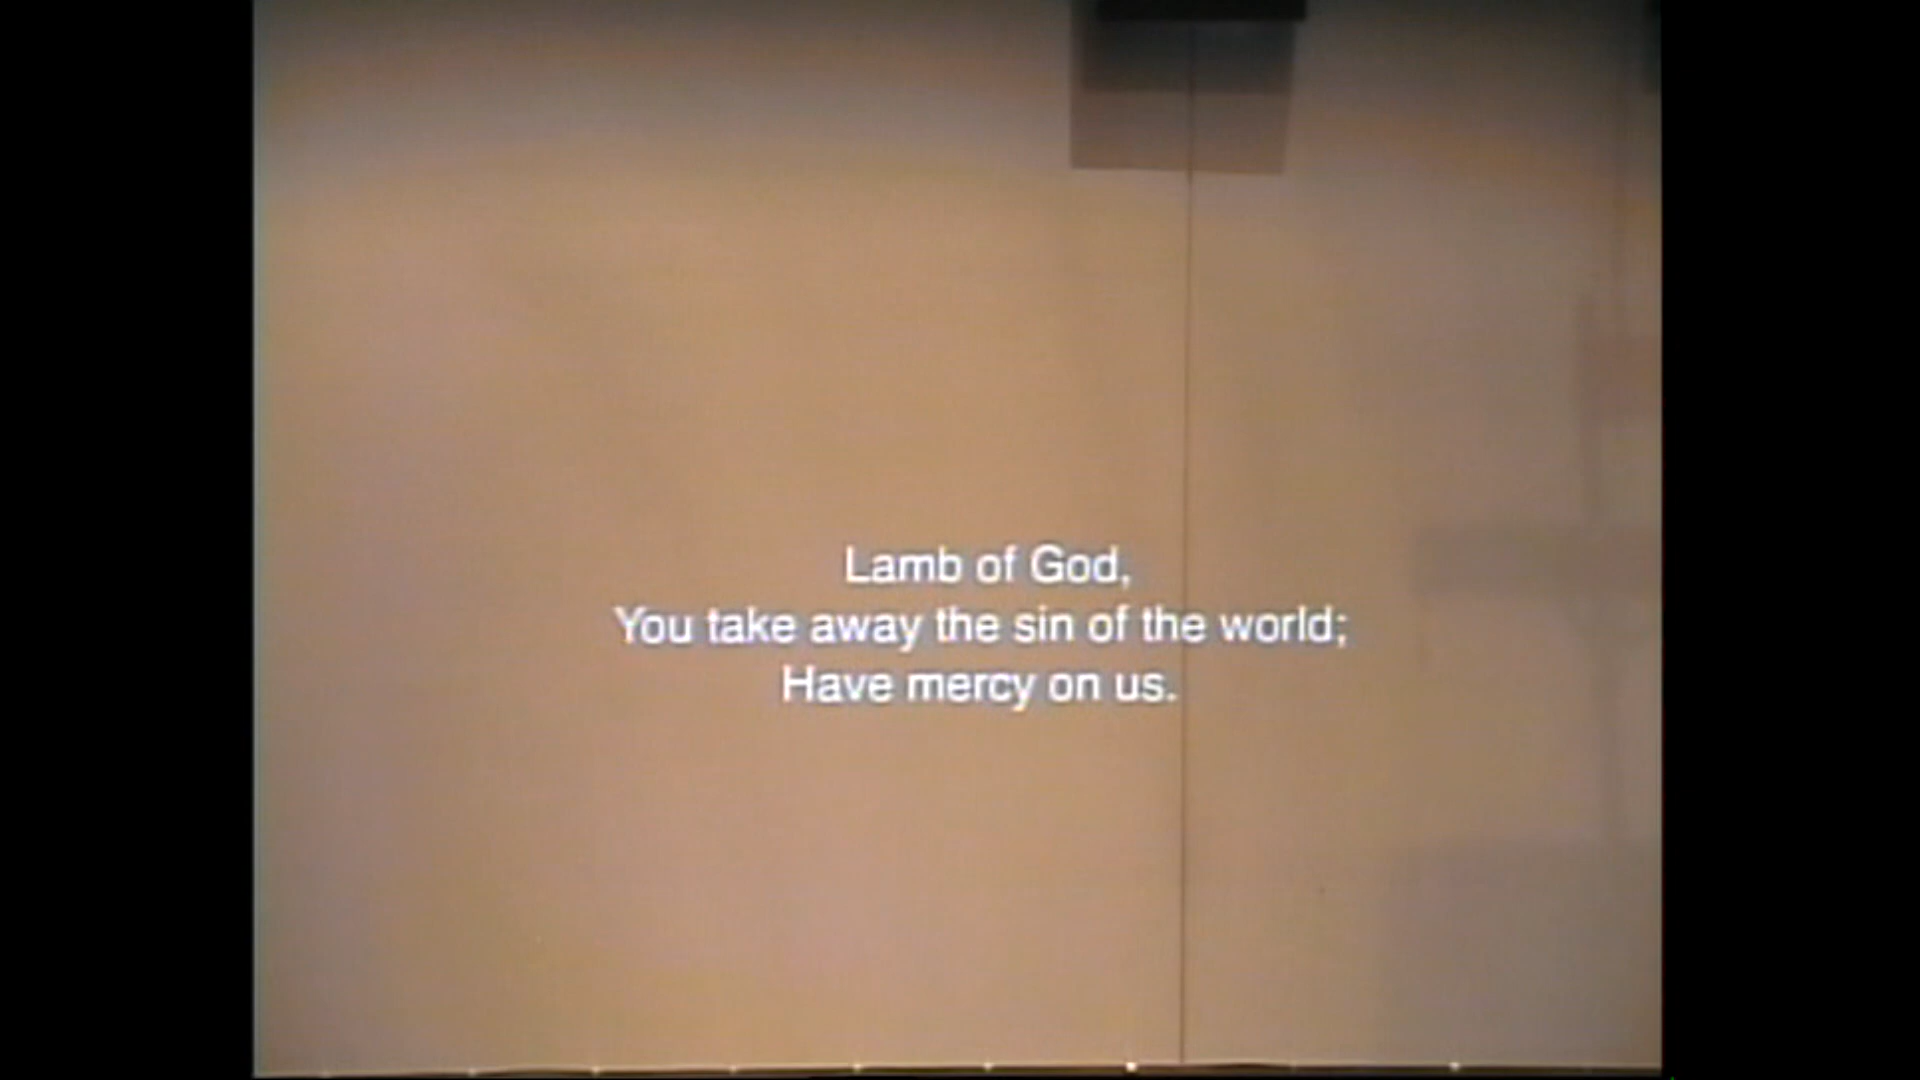 Lamb of God,
You take away the sin of the world;
Have mercy on us.